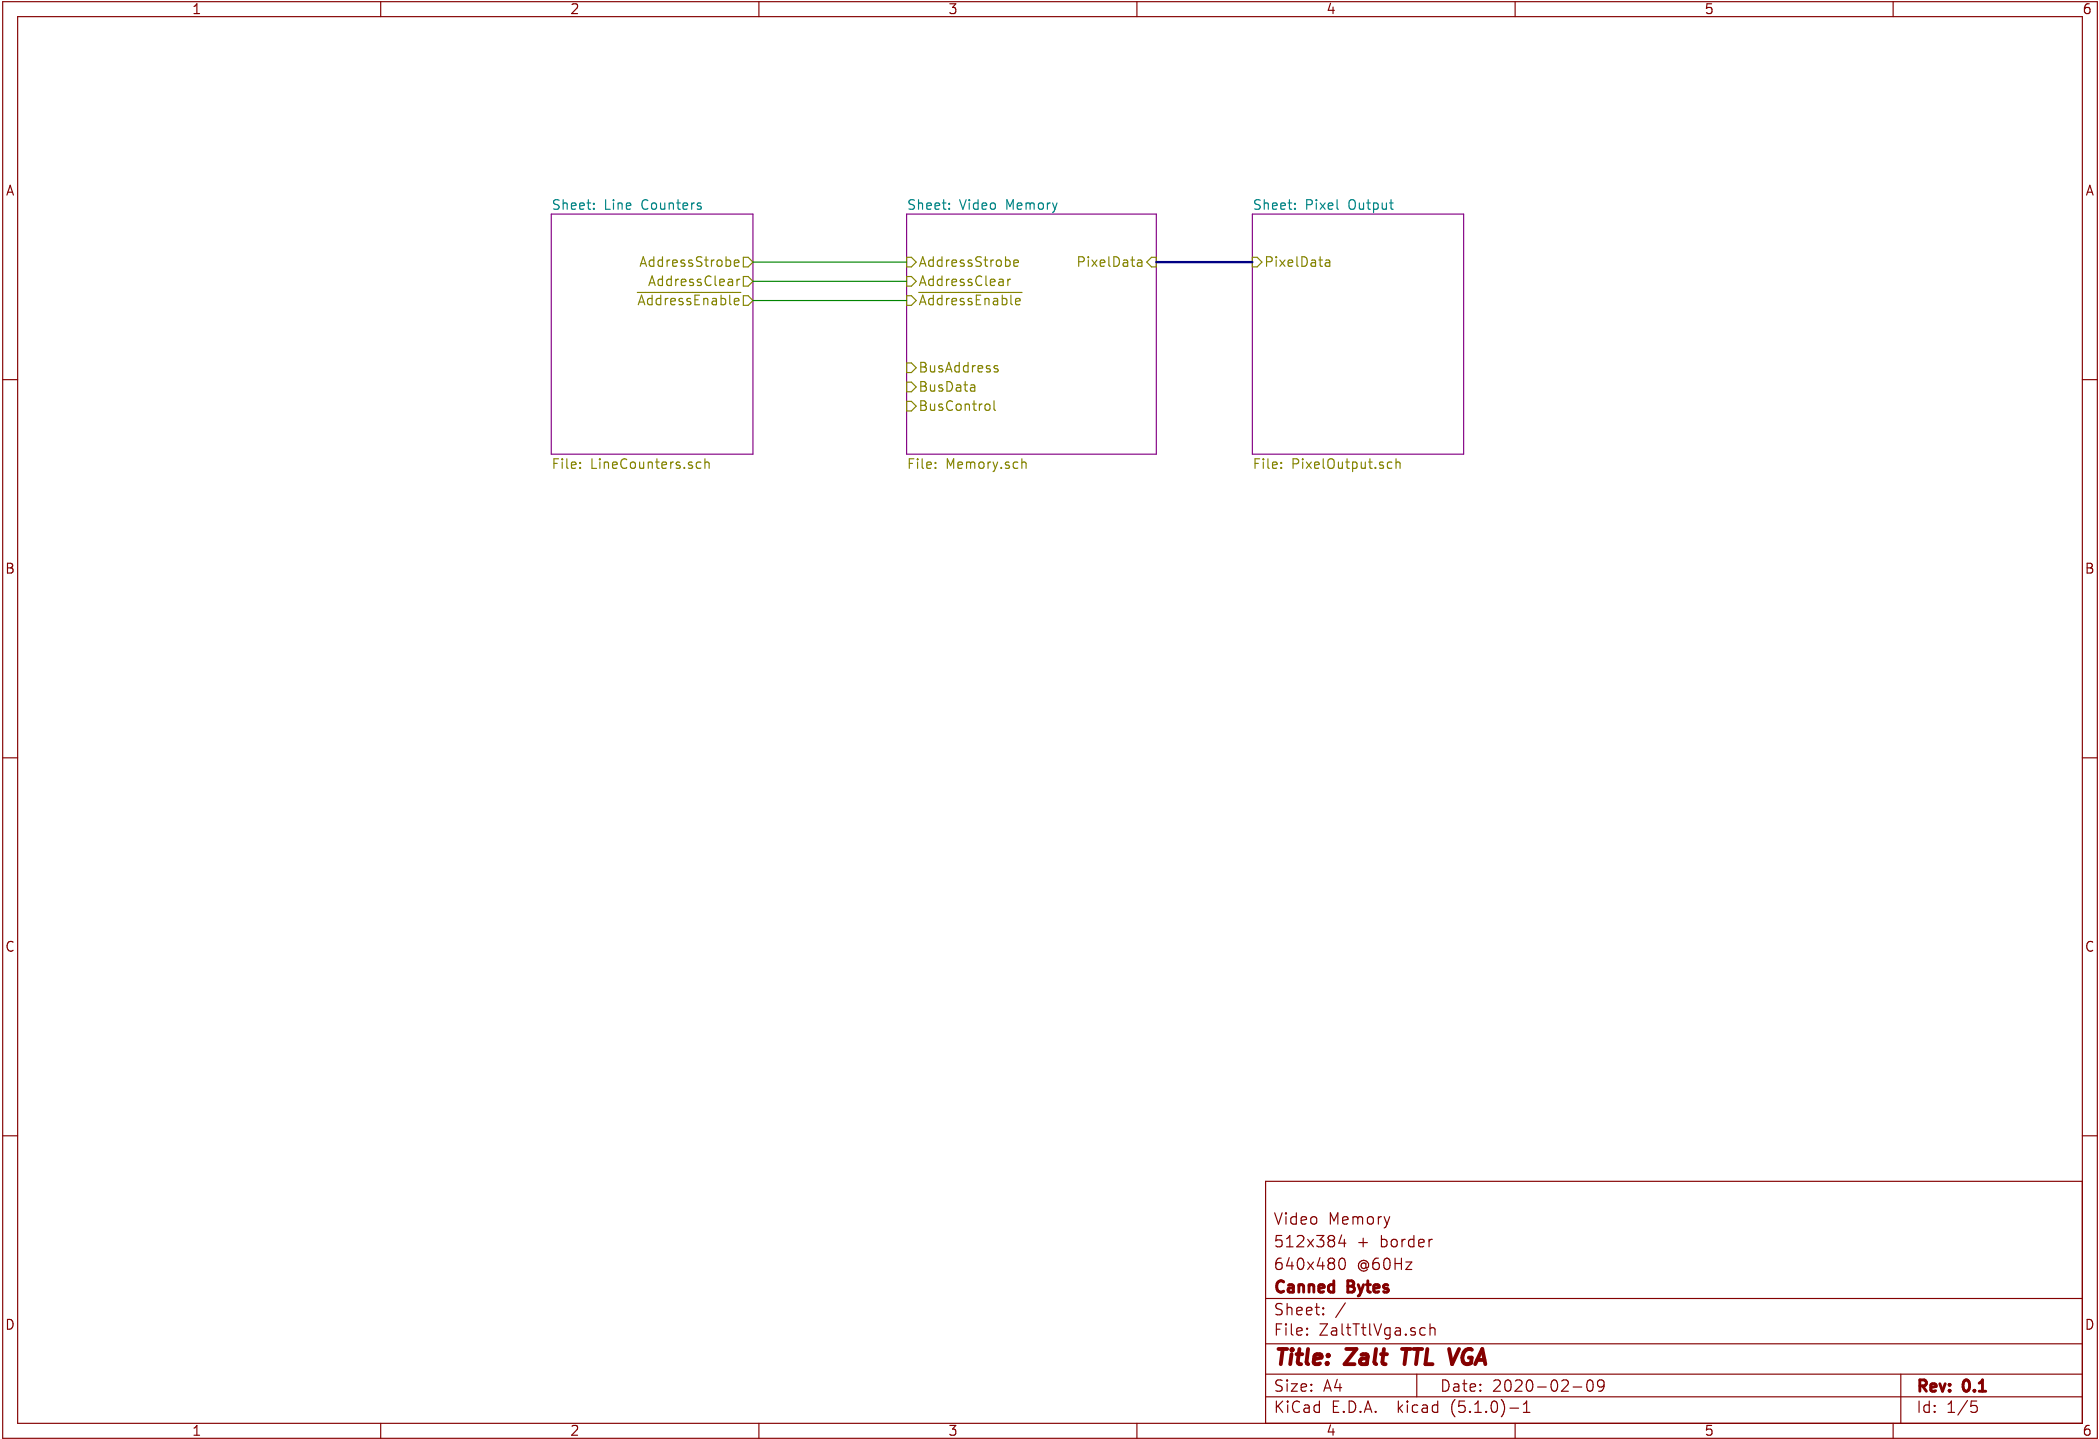 1 2 3 4 5 6
A A
Sheet: Line Counters
AddressStrobe
AddressClear
AddressEnable
File: LineCounters.sch
Sheet: Video Memory
AddressStrobe
AddressClear
AddressEnable
BusAddress
BusData
BusControl
PixelData
File: Memory.sch
Sheet: Pixel Output
PixelData
File: PixelOutput.sch
B B
C C
D D
Video Memory
512x384 + border
640x480 @60Hz
Canned Bytes
Sheet: /
File: ZaltTtlVga.sch
Title: Zalt TTL VGA
Size: A4 Date: 2020-02-09 Rev: 0.1
KiCad E.D.A. kicad (5.1.0)-1 Id: 1/5
1 2 3 4 5 6